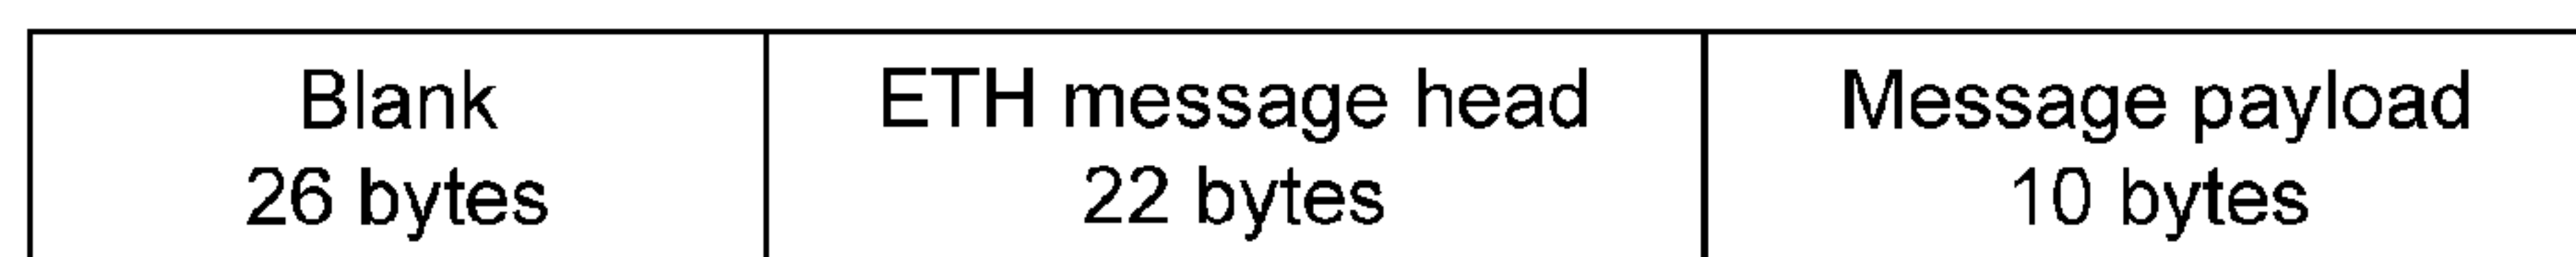 Blank
26 bytes
ETH message head
22 bytes
Message payload
10 bytes